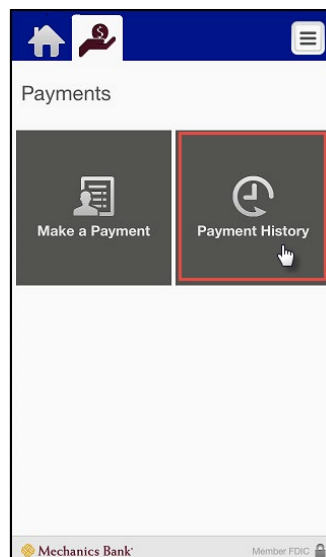 $
Payments
Make a Payment
Payment History
Mechanics Bank
Member FDIC